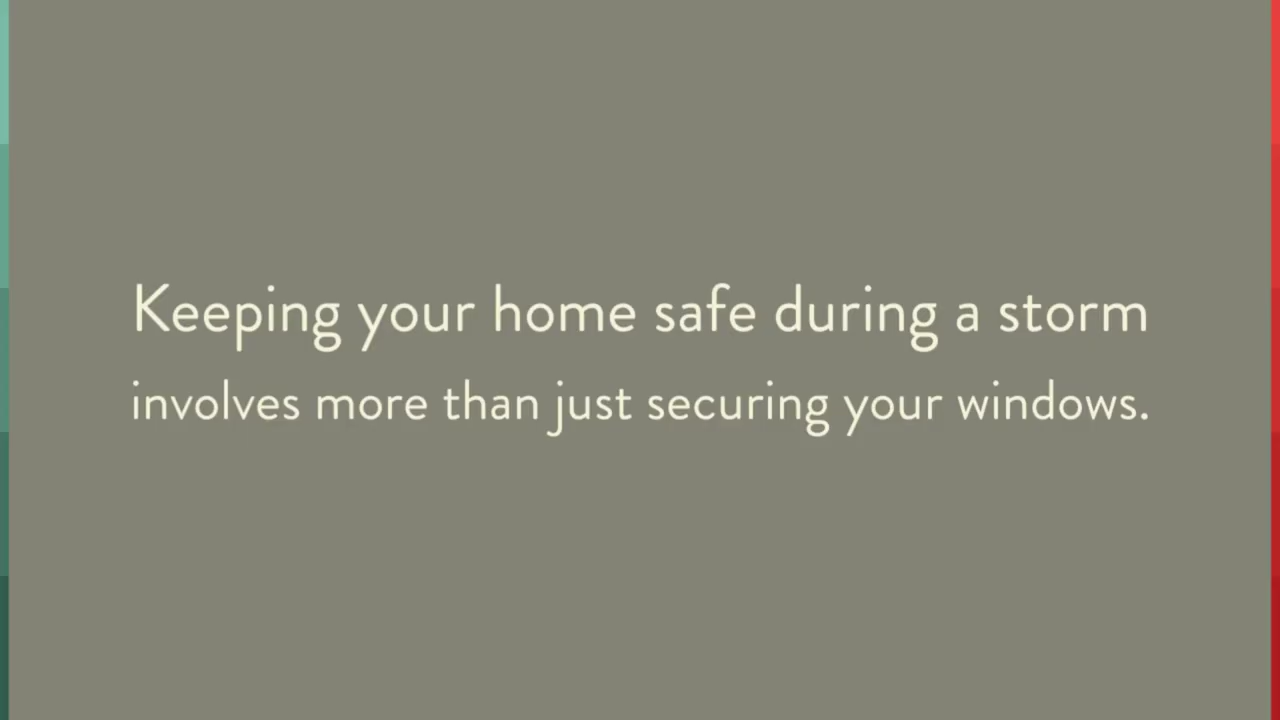 Keeping your home safe during a storm
involves more than just securing your windows.